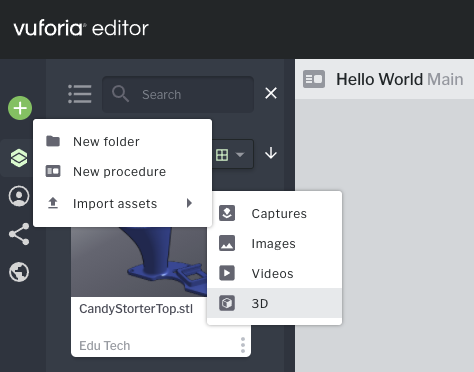 vuforia editor
Search
Hello World Main
New folder
New procedure
Import assets
Captures
Images
Videos
3D
CandyStorterTop.stl
Edu Tech